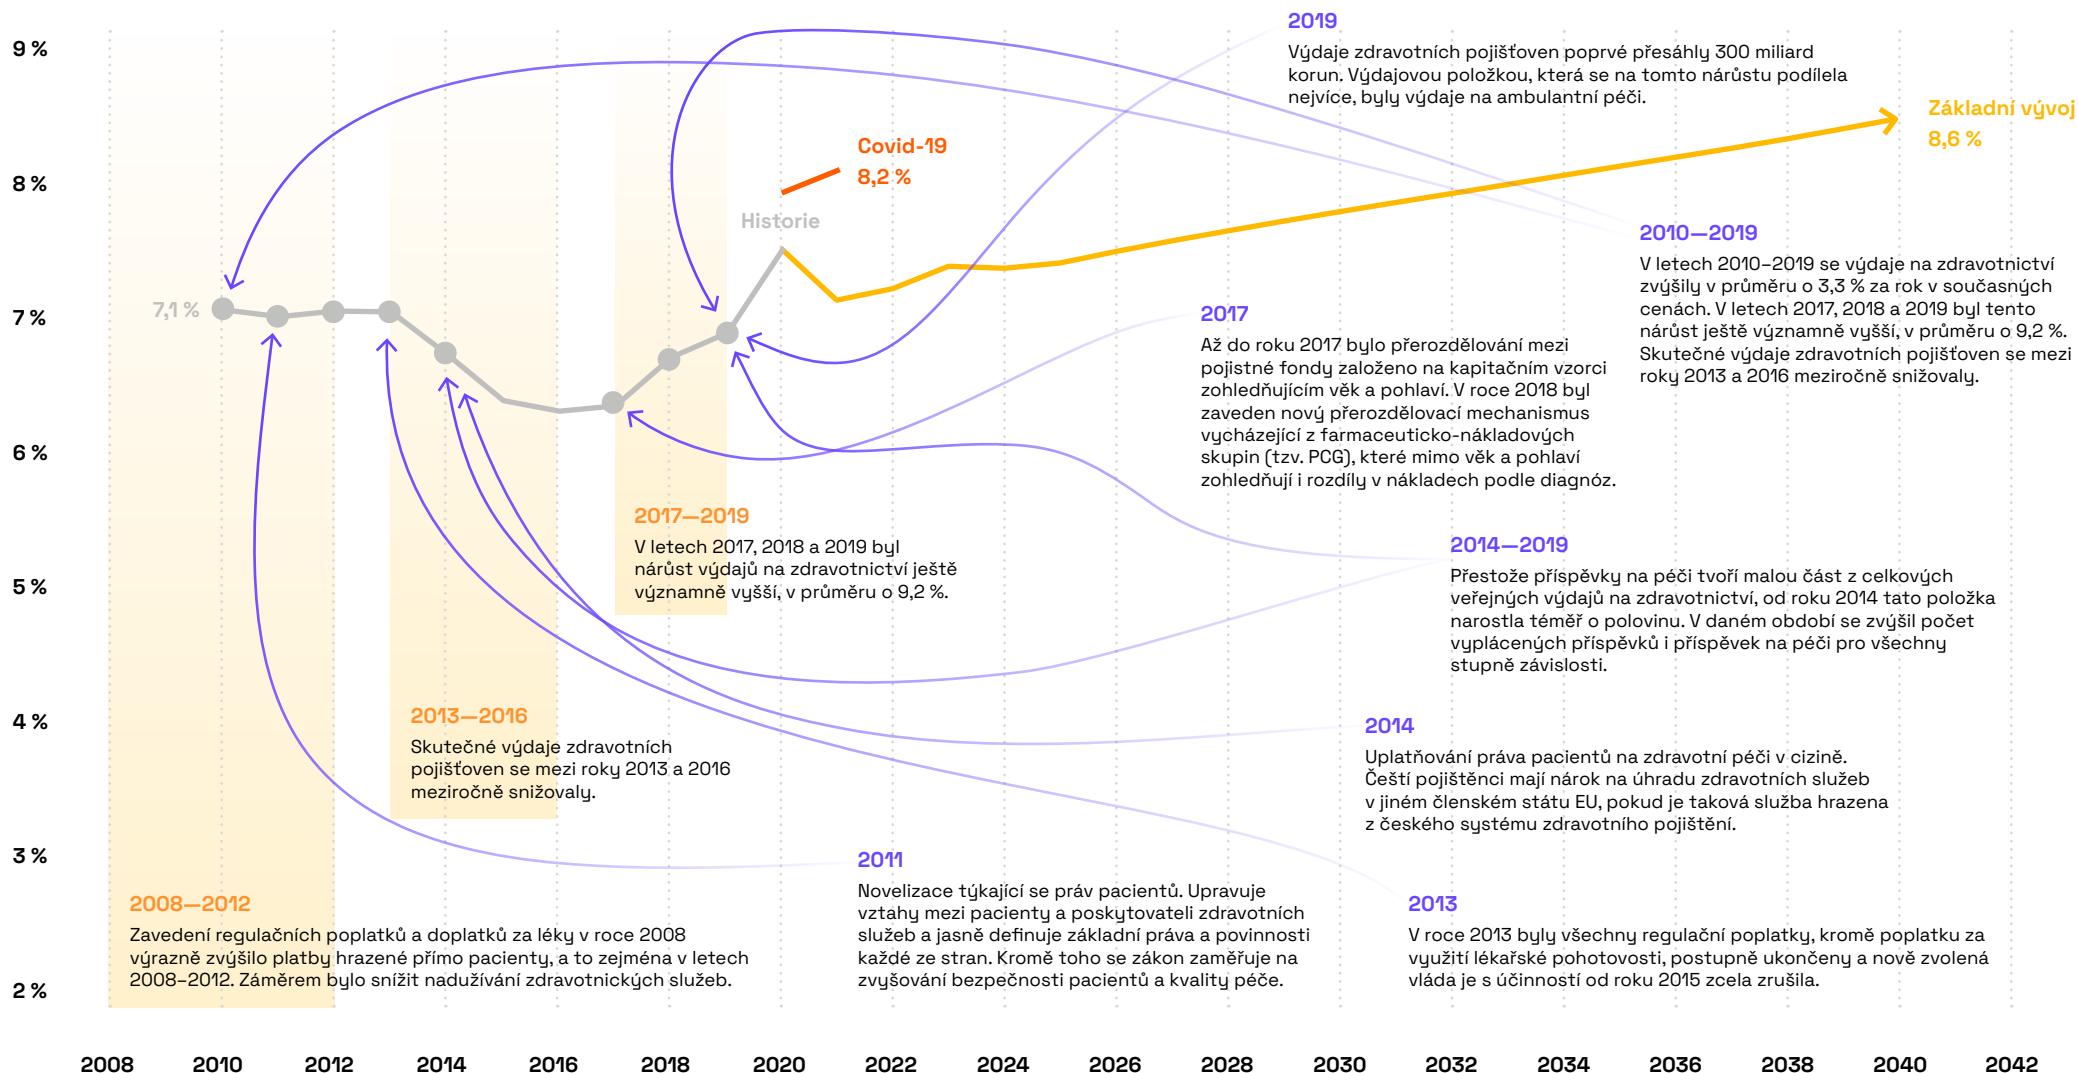 9 %
8 %
7 %
6 %
5 %
4 %
3 %
2 %
2019
Výdaje zdravotních pojišťoven poprvé přesáhly 300 miliard
korun. Výdajovou položkou, která se na tomto nárůstu podílela
nejvíce, byly výdaje na ambulantní péči.
Základní vývoj
8,6 %
Covid-19
8,2 %
Historie
7,1 %
2010—2019
V letech 2010–2019 se výdaje na zdravotnictví
zvýšily v průměru o 3,3 % za rok v současných
cenách. V letech 2017, 2018 a 2019 byl tento
nárůst ještě významně vyšší, v průměru o 9,2 %.
Skutečné výdaje zdravotních pojišťoven se mezi
roky 2013 a 2016 meziročně snižovaly.
2017
Až do roku 2017 bylo přerozdělování mezi
pojistné fondy založeno na kapitačním vzorci
zohledňujícím věk a pohlaví. V roce 2018 byl
zaveden nový přerozdělovací mechanismus
vycházející z farmaceuticko-nákladových
skupin (tzv. PCG), které mimo věk a pohlaví
zohledňují i rozdíly v nákladech podle diagnóz.
2017—2019
V letech 2017, 2018 a 2019 byl
nárůst výdajů na zdravotnictví ještě
významně vyšší, v průměru o 9,2 %.
2014—2019
Přestože příspěvky na péči tvoří malou část z celkových
veřejných výdajů na zdravotnictví, od roku 2014 tato položka
narostla téměř o polovinu. V daném období se zvýšil počet
vyplácených příspěvků i příspěvek na péči pro všechny
stupně závislosti.
2013—2016
Skutečné výdaje zdravotních
pojišťoven se mezi roky 2013 a 2016
meziročně snižovaly.
2014
Uplatňování práva pacientů na zdravotní péči v cizině.
Čeští pojištěnci mají nárok na úhradu zdravotních služeb
v jiném členském státu EU, pokud je taková služba hrazena
z českého systému zdravotního pojištění.
2008—2012
Zavedení regulačních poplatků a doplatků za léky v roce 2008
výrazně zvýšilo platby hrazené přímo pacienty, a to zejména v letech
2008–2012. Záměrem bylo snížit nadužívání zdravotnických služeb.
2011
Novelizace týkající se práv pacientů. Upravuje
vztahy mezi pacienty a poskytovateli zdravotních
služeb a jasně definuje základní práva a povinnosti
každé ze stran. Kromě toho se zákon zaměřuje na
zvyšování bezpečnosti pacientů a kvality péče.
2013
V roce 2013 byly všechny regulační poplatky, kromě poplatku za
využití lékařské pohotovosti, postupně ukončeny a nově zvolená
vláda je s účinností od roku 2015 zcela zrušila.
2008 2010 2012 2014 2016 2018 2020 2022 2024 2026 2028 2030 2032 2034 2036 2038 2040 2042